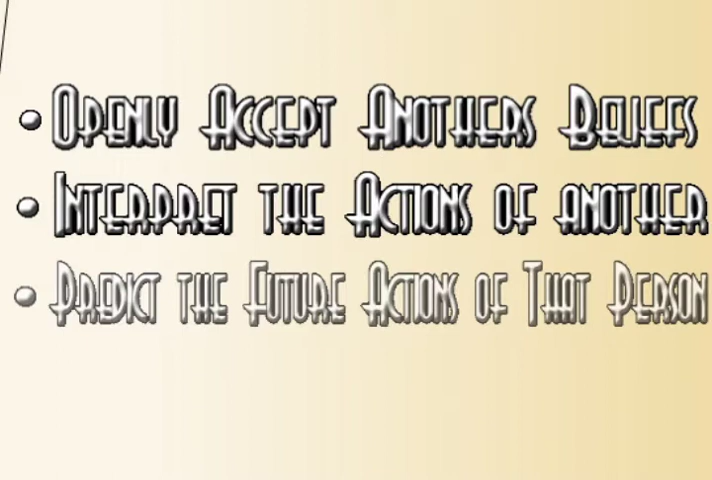 • Openly Accept Anothers Beliefs
• Interpret the Actions of another
• Predict the Future Actions of That Person